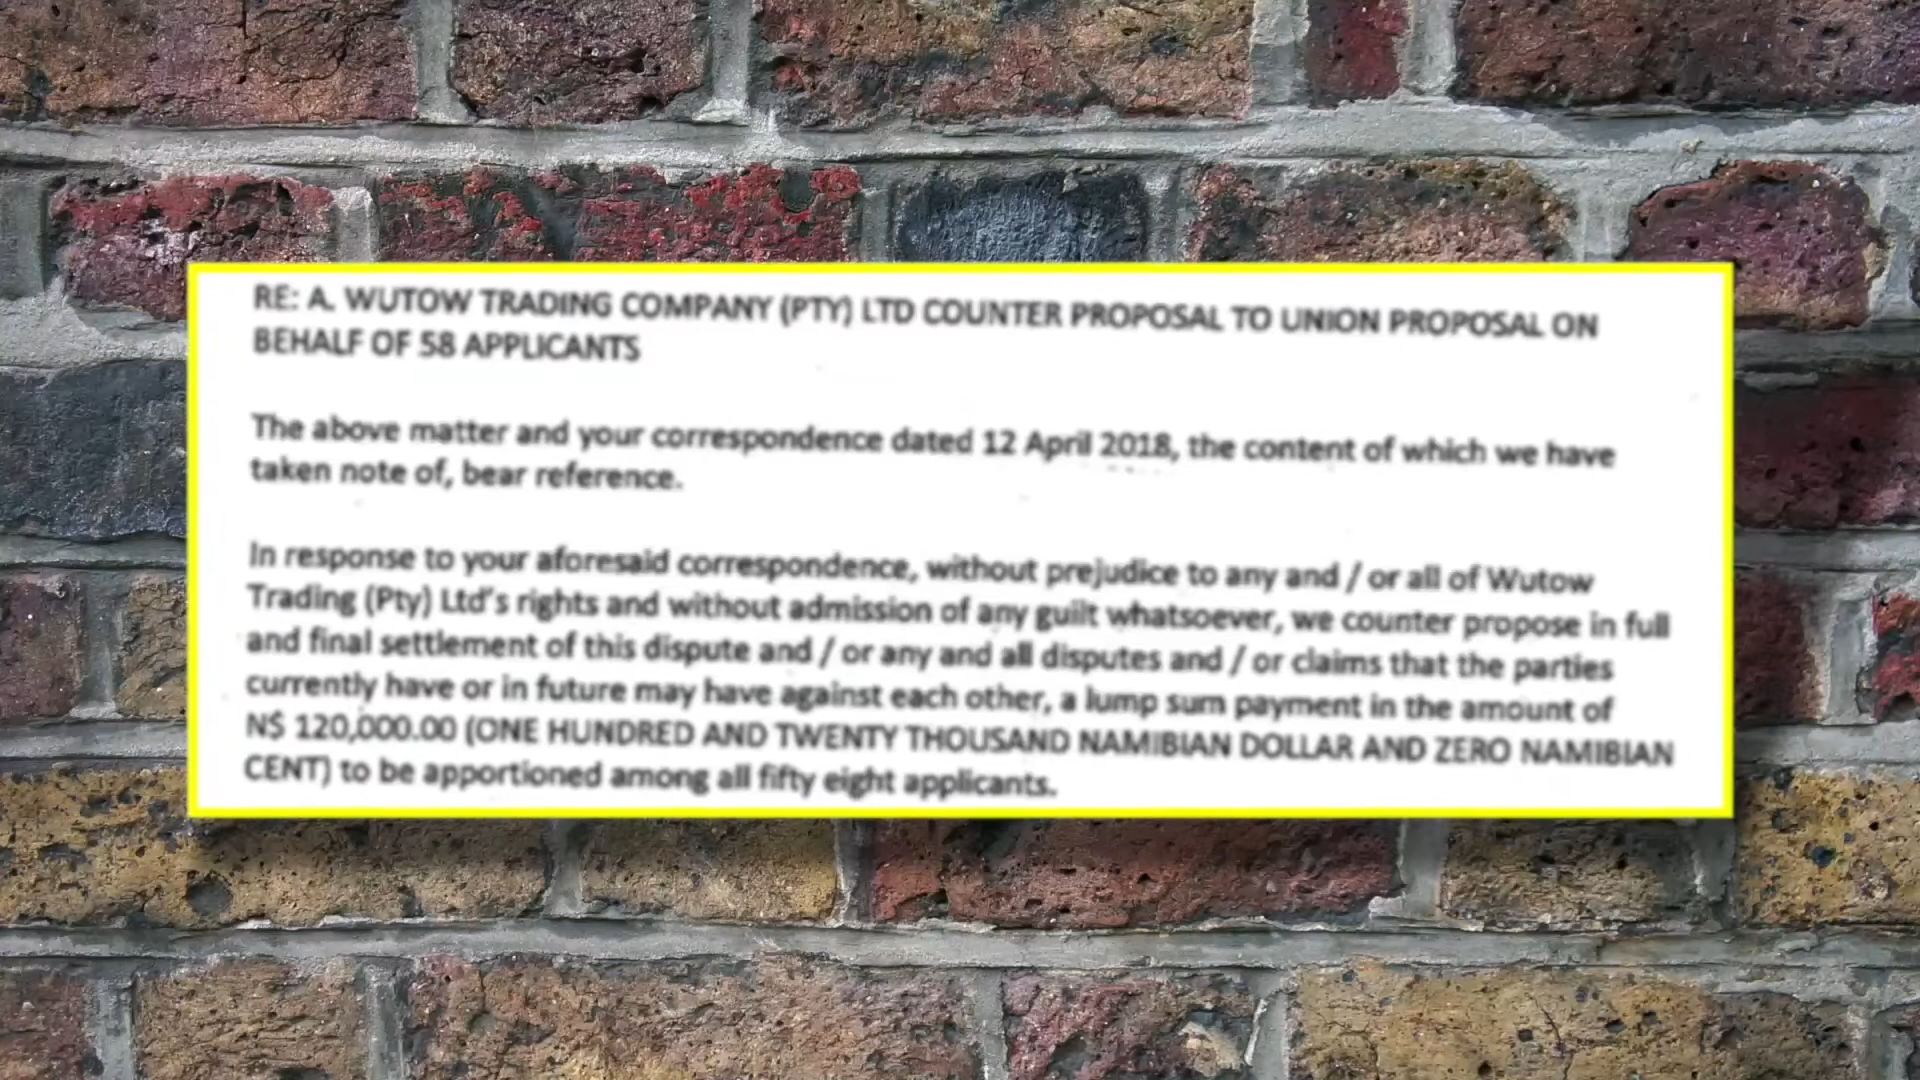 RE: A. WUTOW TRADING COMPANY (PTY) LTD COUNTER PROPOSAL TO UNION PROPOSAL ON
BEHALF OF 58 APPLICANTS
The above matter and your correspondence dated 12 April 2018, the content of which we have
taken note of, bear reference.
In response to your aforesaid correspondence, without prejudice to any and / or all of Wutow
Trading (Pty) Ltd's rights and without admission of any guilt whatsoever, we counter propose in full
and final settlement of this dispute and / or any and all disputes and / or claims that the parties
currently have or in future may have against each other, a lump sum payment in the amount of
N$ 120,000.00 (ONE HUNDRED AND TWENTY THOUSAND NAMIBIAN DOLLAR AND ZERO NAMIBIAN
CENT) to be apportioned among all fifty eight applicants.